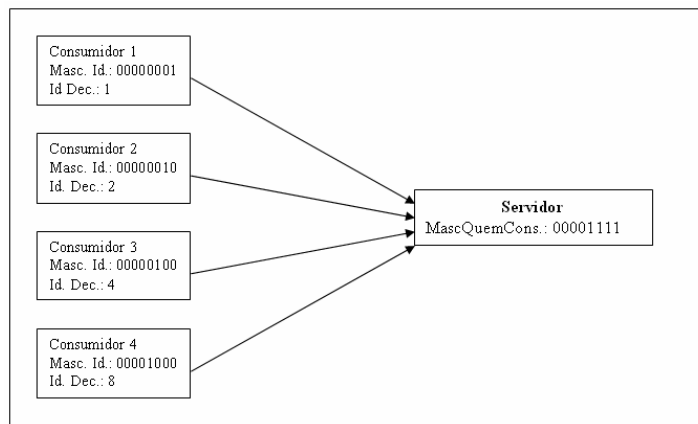 Consumidor 1
Masc. Id.: 00000001
Id Dec.: 1
Consumidor 2
Masc. Id.: 00000010
Id. Dec.: 2
Consumidor 3
Masc. Id.: 00000100
Id. Dec.: 4
Consumidor 4
Masc. Id.: 00001000
Id. Dec.: 8
Servidor
MascQuemCons.: 00001111